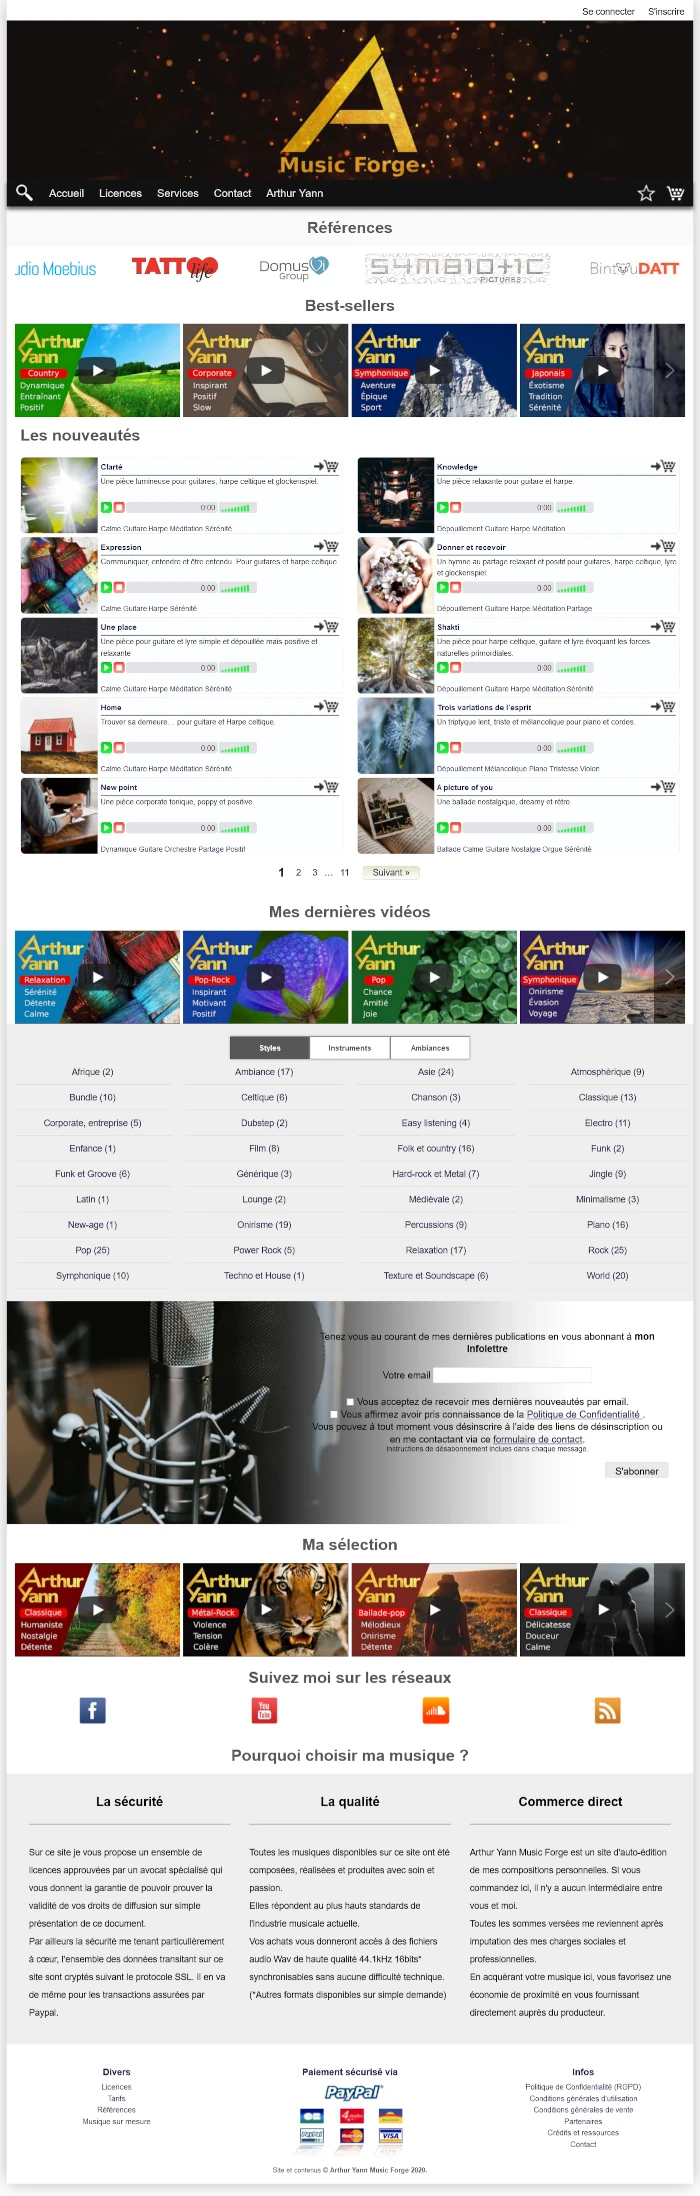 Se connecter S'inscrire
Music Forge
Accueil Licences Services Contact Arthur Yann
Références
udio Moebius TATTOO life Domus Group SYMBIOTIC PICTURES BintouDATT
Best-sellers
Arthur Yann Country Dynamique Entraînant Positif
Arthur Yann Corporate Inspirant Positif Slow
Arthur Yann Symphonique Aventure Épique Sport
Arthur Yann Japonais Éxotisme Tradition Sérénité
Les nouveautés
Clarté
Une pièce lumineuse pour guitares, harpe celtique et glockenspiel.
0:00
Calme Guitare Harpe Méditation Sérénité
Knowledge
Une pièce relaxante pour guitare et harpe.
0:00
Dépouillement Guitare Harpe Méditation
Expression
Communiquer, entendre et être entendu. Pour guitares et harpe celtique
0:00
Calme Guitare Harpe Sérénité
Donner et recevoir
Un hymne au partage relaxant et positif pour guitares, harpe celtique, lyre
et glockenspiel.
0:00
Dépouillement Guitare Harpe Méditation Partage
Une place
Une pièce pour guitare et lyre simple et dépouillée mais positive et
relaxante
0:00
Calme Guitare Harpe Méditation Sérénité
Shakti
Une pièce pour harpe celtique, guitare et lyre évoquant les forces
naturelles primordiales.
0:00
Dépouillement Guitare Harpe Méditation Sérénité
Home
Trouver sa demeure… pour guitare et Harpe celtique.
0:00
Calme Guitare Harpe Méditation Sérénité
Trois variations de l'esprit
Un triptyque lent, triste et mélancolique pour piano et cordes.
0:00
Dépouillement Mélancolique Piano Tristesse Violon
New point
Une pièce corporate tonique, poppy et positive.
0:00
Dynamique Guitare Orchestre Partage Positif
A picture of you
Une ballade nostalgique, dreamy et rétro.
0:00
Ballade Calme Guitare Nostalgie Orgue Sérénité
1 2 3 … 11 Suivant »
Mes dernières vidéos
Arthur Yann Relaxation Sérénité Détente Calme
Arthur Yann Pop-Rock Inspirant Motivant Positif
Arthur Yann Pop Chance Amitié Joie
Arthur Yann Symphonique Onirisme Évasion Voyage
Styles Instruments Ambiances
Afrique (2) Ambiance (17) Asie (24) Atmosphérique (9)
Bundle (10) Celtique (6) Chanson (3) Classique (13)
Corporate, entreprise (5) Dubstep (2) Easy listening (4) Electro (11)
Enfance (1) Film (8) Folk et country (16) Funk (2)
Funk et Groove (6) Générique (3) Hard-rock et Metal (7) Jingle (9)
Latin (1) Lounge (2) Médiévale (2) Minimalisme (3)
New-age (1) Onirisme (19) Percussions (9) Piano (16)
Pop (25) Power Rock (5) Relaxation (17) Rock (25)
Symphonique (10) Techno et House (1) Texture et Soundscape (6) World (20)
Tenez vous au courant de mes dernières publications en vous abonnant à mon
Infolettre
Votre email
Vous acceptez de recevoir mes dernières nouveautés par email.
Vous affirmez avoir pris connaissance de la Politique de Confidentialité .
Vous pouvez à tout moment vous désinscrire à l'aide des liens de désinscription ou
en me contactant via ce formulaire de contact.
Instructions de désabonnement inclues dans chaque message.
S'abonner
Ma sélection
Arthur Yann Classique Humaniste Nostalgie Détente
Arthur Yann Métal-Rock Violence Tension Colère
Arthur Yann Ballade-pop Mélodieux Onirisme Détente
Arthur Yann Classique Délicatesse Douceur Calme
Suivez moi sur les réseaux
You Tube
Pourquoi choisir ma musique ?
La sécurité
Sur ce site je vous propose un ensemble de
licences approuvées par un avocat spécialisé qui
vous donnent la garantie de pouvoir prouver la
validité de vos droits de diffusion sur simple
présentation de ce document.
Par ailleurs la sécurité me tenant particulièrement
à cœur, l'ensemble des données transitant sur ce
site sont cryptés suivant le protocole SSL. Il en va
de même pour les transactions assurées par
Paypal.
La qualité
Toutes les musiques disponibles sur ce site ont été
composées, réalisées et produites avec soin et
passion.
Elles répondent au plus hauts standards de
l'industrie musicale actuelle.
Vos achats vous donneront accès à des fichiers
audio Wav de haute qualité 44.1kHz 16bits*
synchronisables sans aucune difficulté technique.
(*Autres formats disponibles sur simple demande)
Commerce direct
Arthur Yann Music Forge est un site d'auto-édition
de mes compositions personnelles. Si vous
commandez ici, il n'y a aucun intermédiaire entre
vous et moi.
Toutes les sommes versées me reviennent après
imputation des mes charges sociales et
professionnelles.
En acquérant votre musique ici, vous favorisez une
économie de proximité en vous fournissant
directement auprès du producteur.
Divers
Licences
Tarifs
Références
Musique sur mesure
Paiement sécurisé via
PayPal
CB
PayPal MasterCard VISA
Infos
Politique de Confidentialité (RGPD)
Conditions générales d'utilisation
Conditions générales de vente
Partenaires
Crédits et ressources
Contact
Site et contenus © Arthur Yann Music Forge 2020.